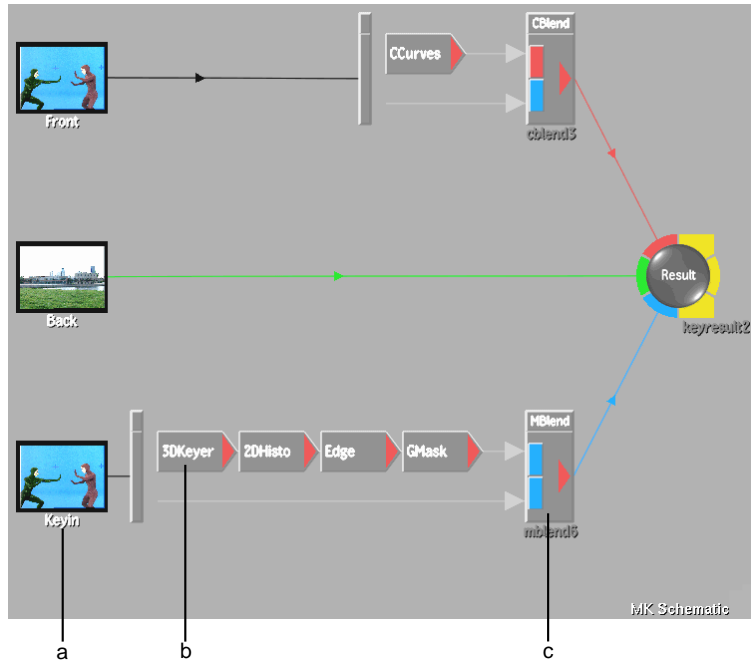 CBlend
CCurves
Front
cblend3
Result
Back
keyresult2
MBlend
3DKeyer
2DHisto
Edge
GMask
Keyin
mblend6
MK Schematic
a
b
c